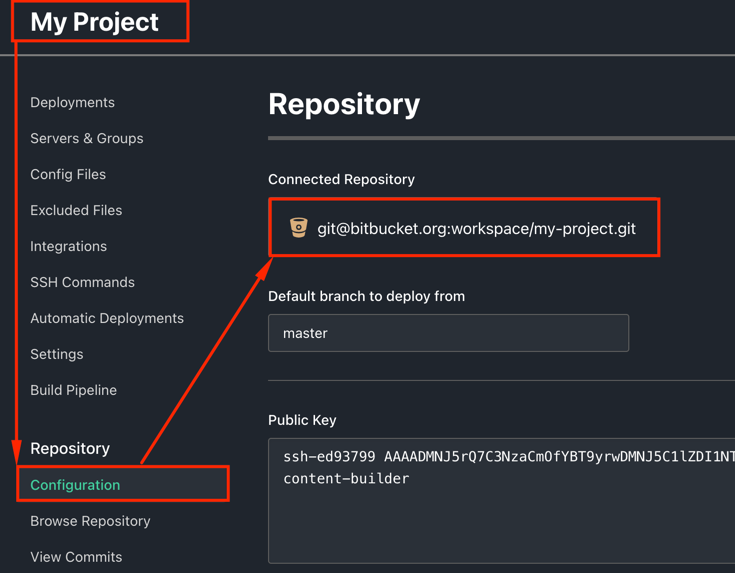 My Project
Deployments
Servers & Groups
Config Files
Excluded Files
Integrations
SSH Commands
Automatic Deployments
Settings
Build Pipeline
Repository
Configuration
Browse Repository
View Commits
Repository
Connected Repository
git@bitbucket.org:workspace/my-project.git
Default branch to deploy from
master
Public Key
ssh-ed93799 AAAADMNJ5rQ7C3NzaCmOfYBT9yrwDMNJ5C1lZDI1NT
content-builder